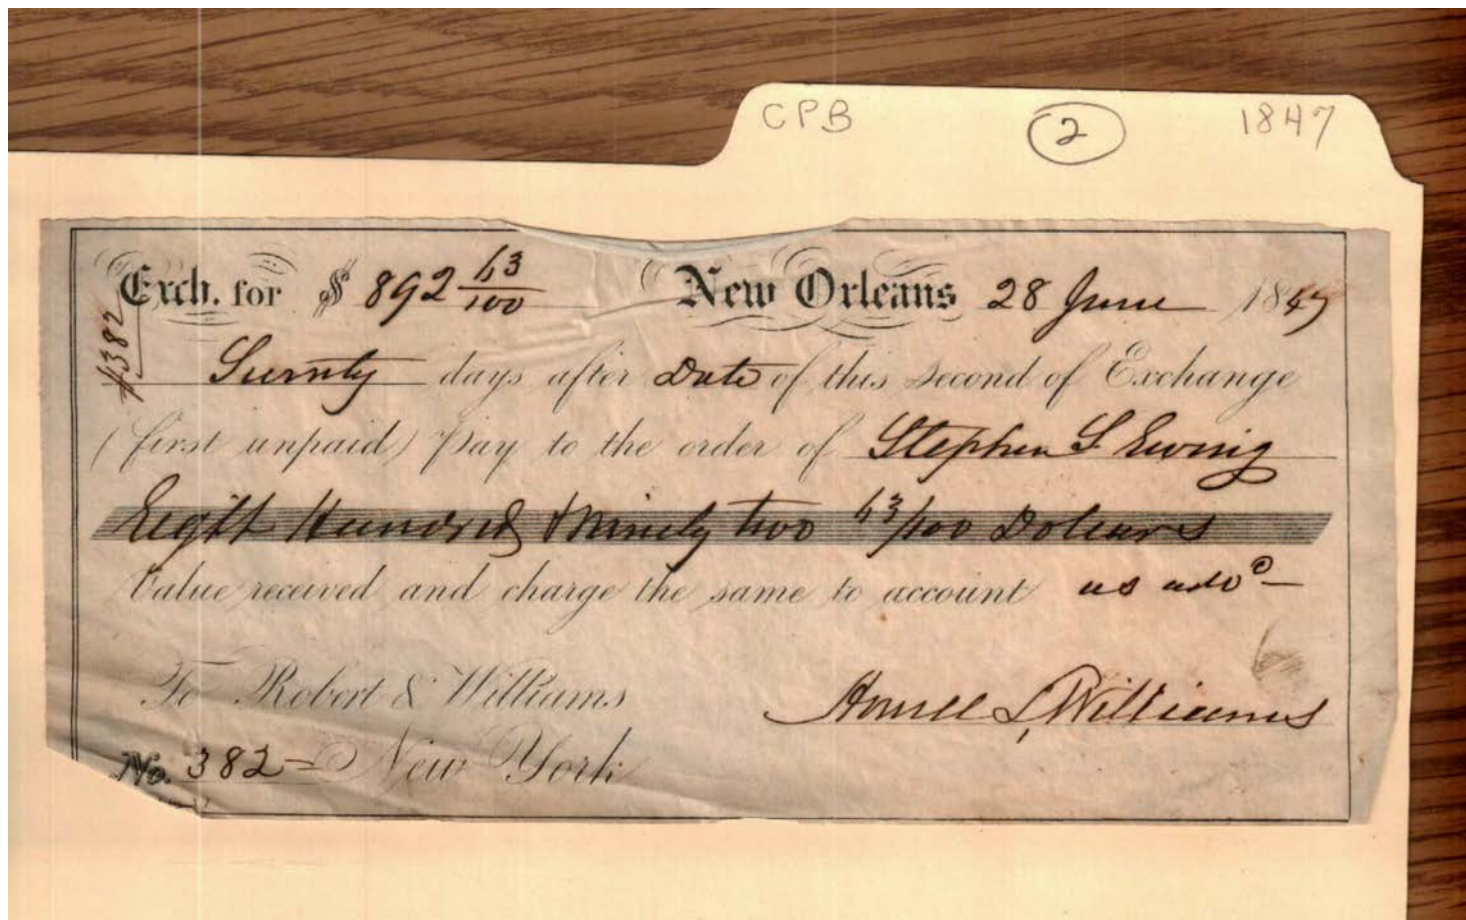 CPB 2 1847
Exch. for $ 892 63/100 New Orleans 28 June 1847
#382
Seventy days after Date of this second of Exchange
(first unpaid) Pay to the order of Stephen S Ewing
Eight Hundred & Ninety two 63/100 Dollars
Value received and charge the same to account as adv
To Robert & Williams
Williams
No. 382 New York